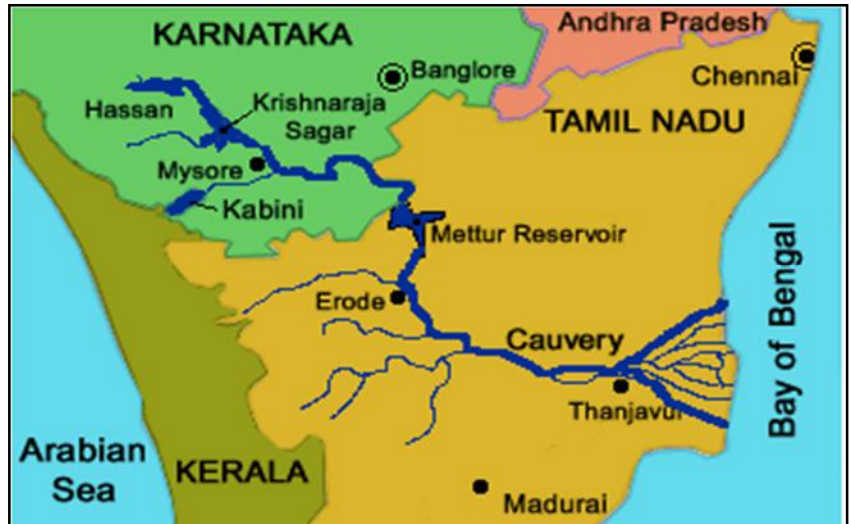 KARNATAKA
Andhra Pradesh
Banglore
Chennai
Hassan
Krishnaraja
Sagar
TAMIL NADU
Mysore
Kabini
Mettur Reservoir
Erode
Cauvery
Bay of Bengal
Thanjavur
Arabian
Sea
KERALA
Madurai